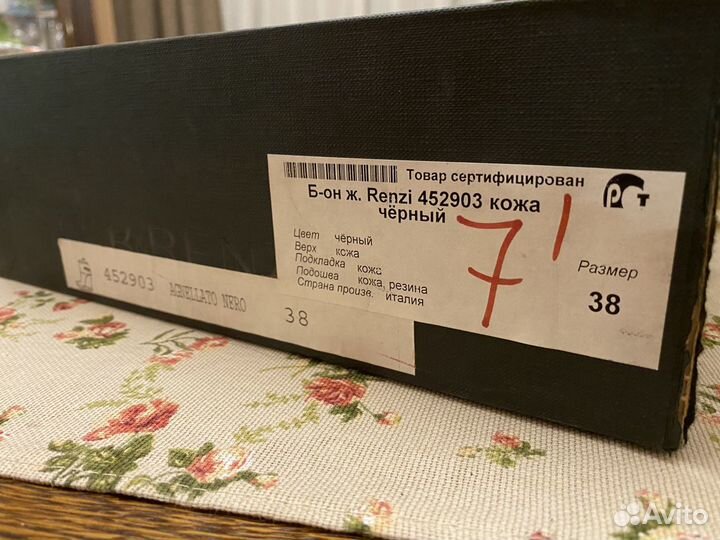 Товар сертифицирован
Б-он ж. Renzi 452903 кожа
чёрный
Цвет чёрный
Верх кожа
Подкладка кожа
Подошва кожа, резина
Страна произв. италия
Размер
38
7
РСТ
452903 AGNELLATO NERO 38
Avito